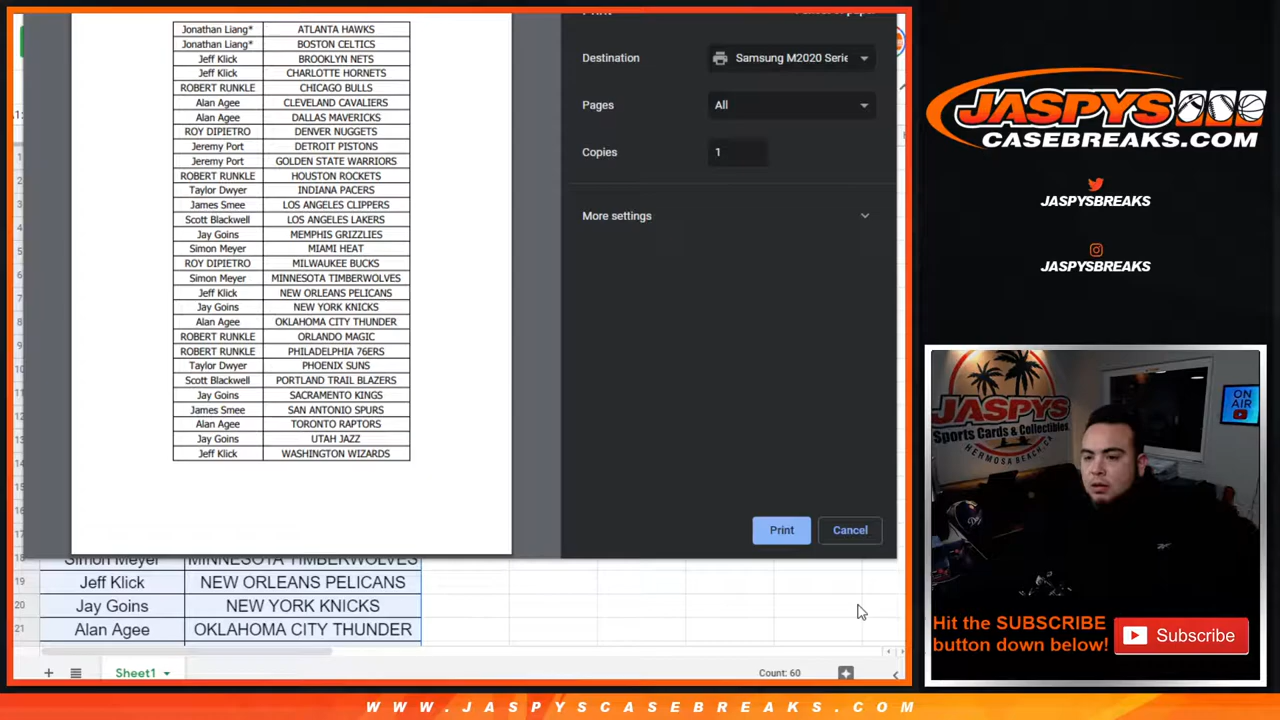 Jonathan Liang* ATLANTA HAWKS
Jonathan Liang* BOSTON CELTICS
Jeff Klick BROOKLYN NETS
Jeff Klick CHARLOTTE HORNETS
ROBERT RUNKLE CHICAGO BULLS
Alan Agee CLEVELAND CAVALIERS
Alan Agee DALLAS MAVERICKS
ROY DIPIETRO DENVER NUGGETS
Jeremy Port DETROIT PISTONS
Jeremy Port GOLDEN STATE WARRIORS
ROBERT RUNKLE HOUSTON ROCKETS
Taylor Dwyer INDIANA PACERS
James Smee LOS ANGELES CLIPPERS
Scott Blackwell LOS ANGELES LAKERS
Jay Goins MEMPHIS GRIZZLIES
Simon Meyer MIAMI HEAT
ROY DIPIETRO MILWAUKEE BUCKS
Simon Meyer MINNESOTA TIMBERWOLVES
Jeff Klick NEW ORLEANS PELICANS
Jay Goins NEW YORK KNICKS
Alan Agee OKLAHOMA CITY THUNDER
ROBERT RUNKLE ORLANDO MAGIC
ROBERT RUNKLE PHILADELPHIA 76ERS
Taylor Dwyer PHOENIX SUNS
Scott Blackwell PORTLAND TRAIL BLAZERS
Jay Goins SACRAMENTO KINGS
James Smee SAN ANTONIO SPURS
Alan Agee TORONTO RAPTORS
Jay Goins UTAH JAZZ
Jeff Klick WASHINGTON WIZARDS
Destination Samsung M2020 Serie
Pages All
Copies 1
More settings
Print Cancel
18 Simon Meyer MINNESOTA TIMBERWOLVES
19 Jeff Klick NEW ORLEANS PELICANS
20 Jay Goins NEW YORK KNICKS
21 Alan Agee OKLAHOMA CITY THUNDER
Sheet1
Count: 60
JASPYS
CASEBREAKS.COM
JASPYSBREAKS
JASPYSBREAKS
JASPYS
Sports Cards & Collectibles
HERMOSA BEACH, CA
ON
AIR
Hit the SUBSCRIBE
button down below!
Subscribe
WWW.JASPYSCASEBREAKS.COM